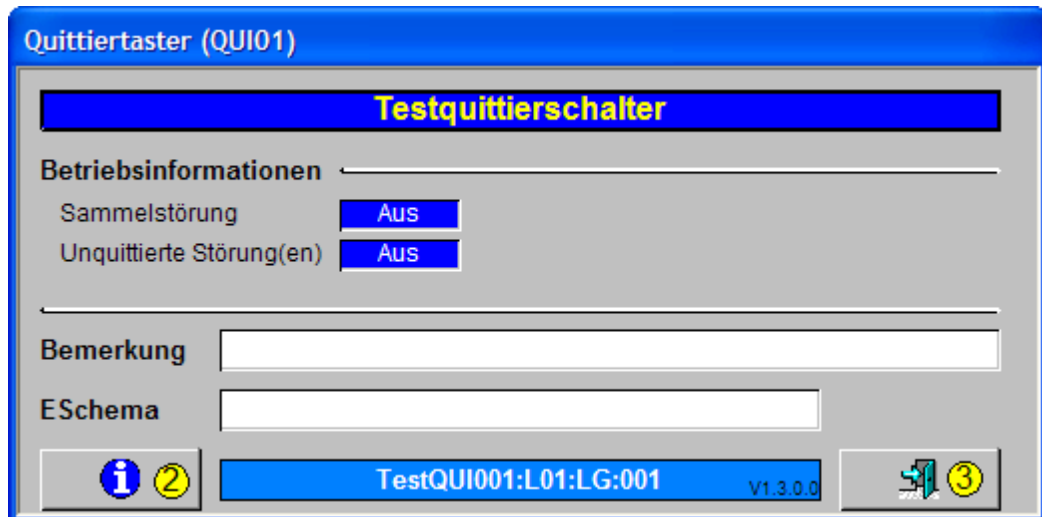 Quittiertaster (QUI01)
Testquittierschalter
Betriebsinformationen
Sammelstörung Aus
Unquittierte Störung(en) Aus
Bemerkung
ESchema
i 2 TestQUI001:L01:LG:001 V1.3.0.0 3